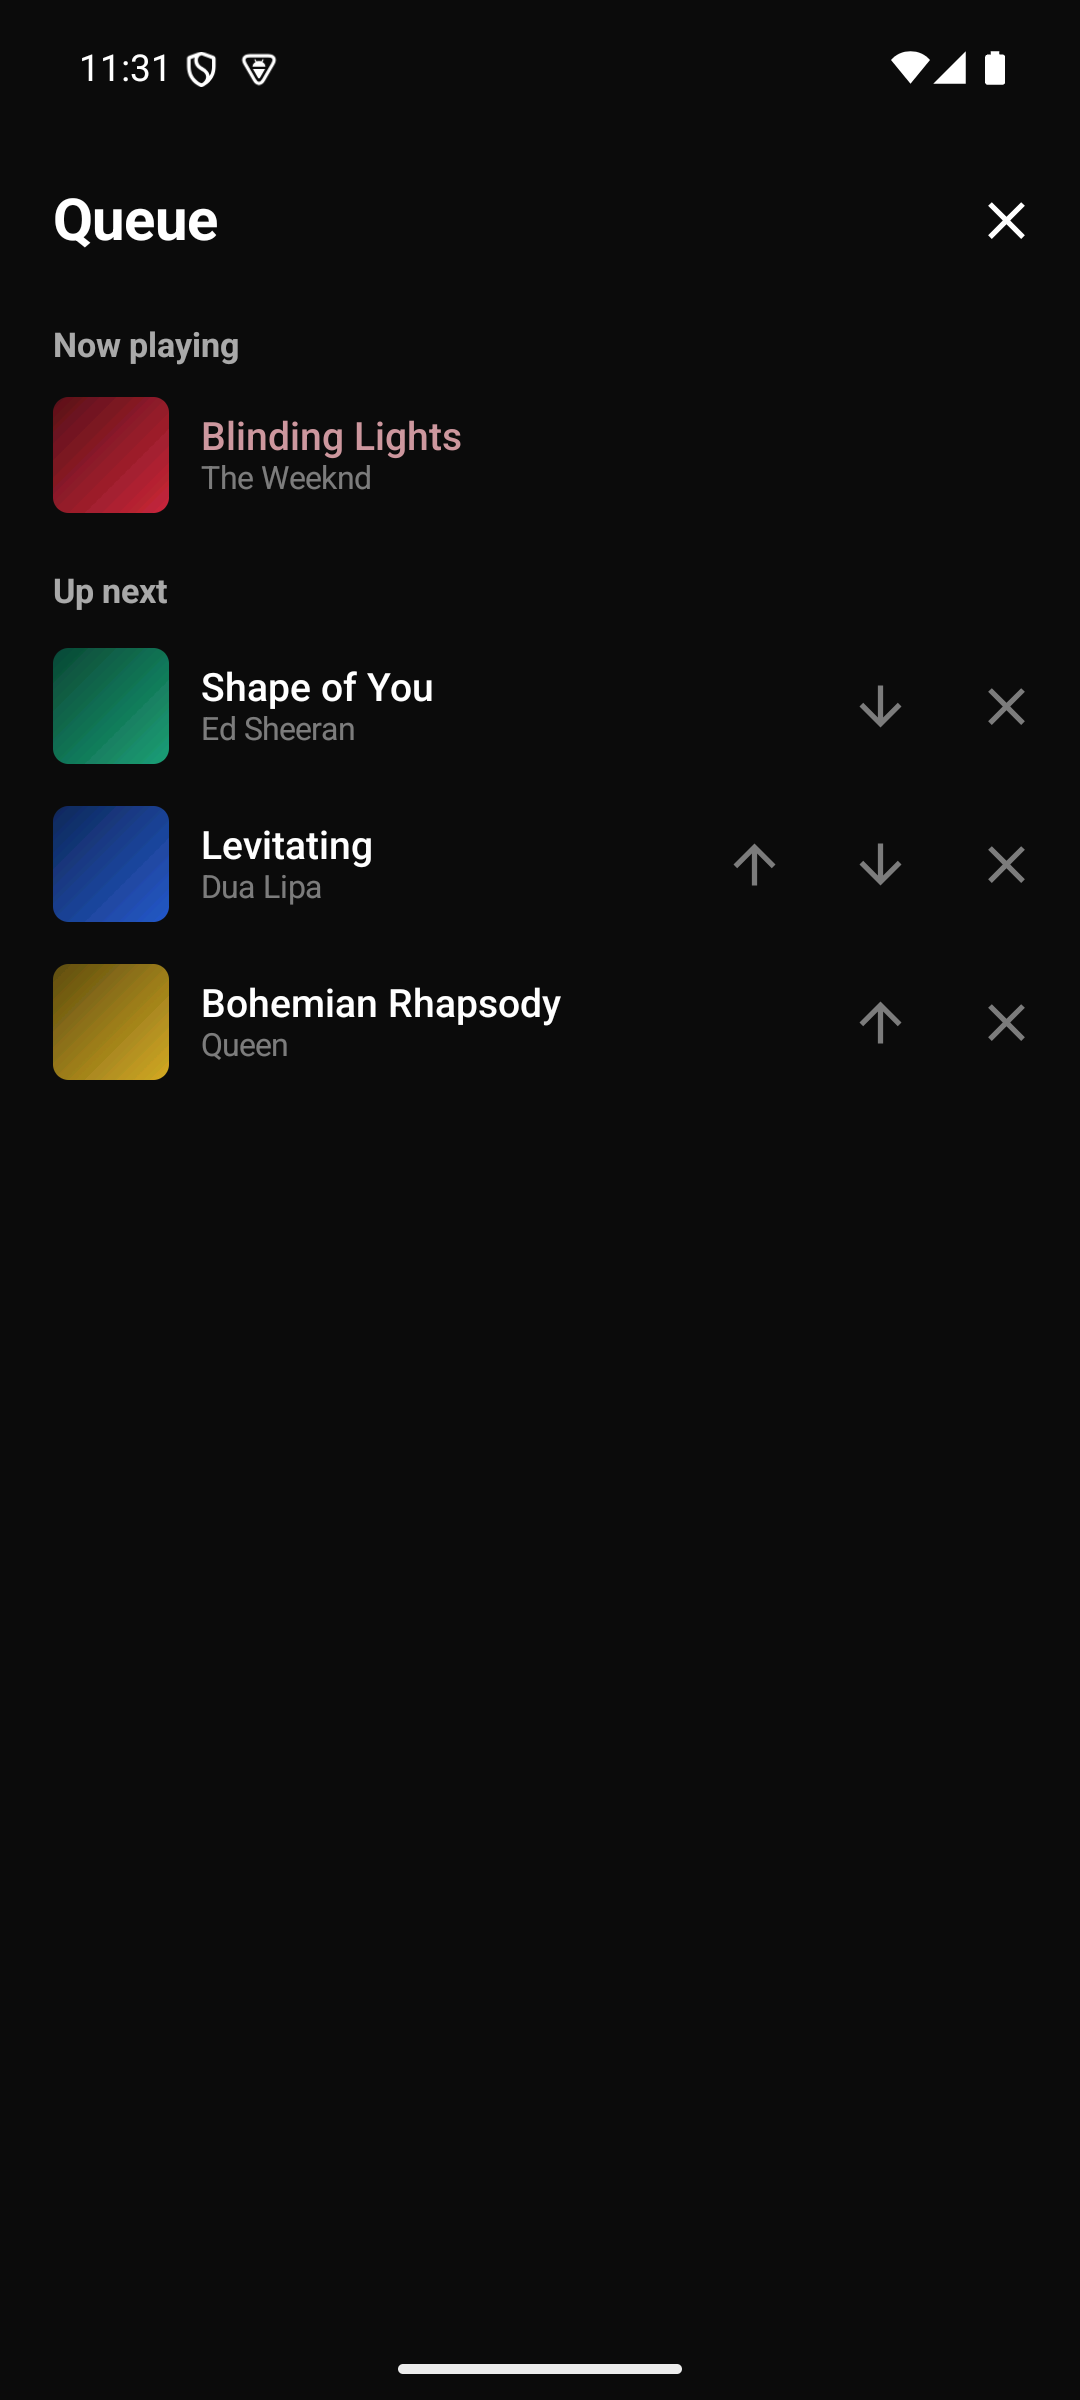 11:31
Queue
Now playing
Blinding Lights
The Weeknd
Up next
Shape of You
Ed Sheeran
Levitating
Dua Lipa
Bohemian Rhapsody
Queen